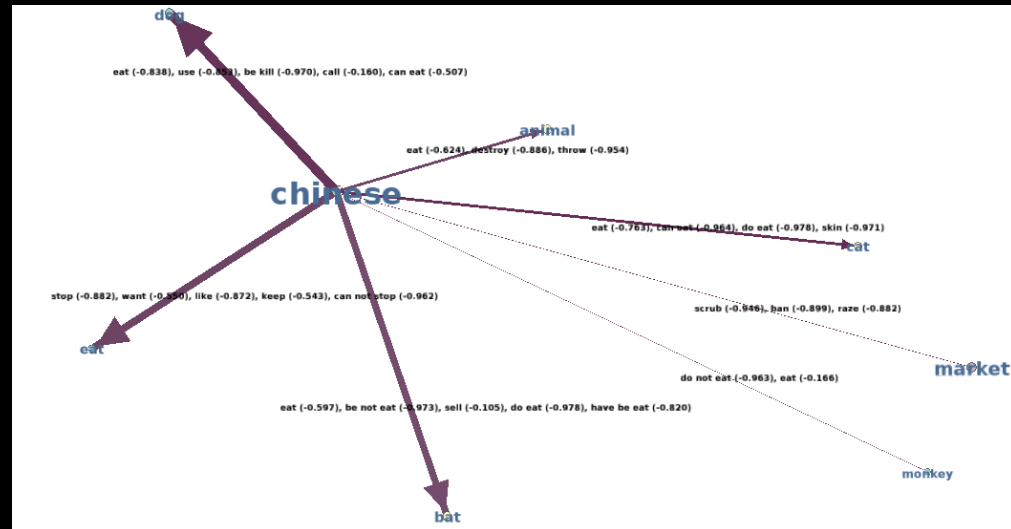 dog
eat (-0.838), use (-0.853), be kill (-0.970), call (-0.160), can eat (-0.507)
animal
eat (-0.624), destroy (-0.886), throw (-0.954)
chinese
eat (-0.763), can eat (-0.964), do eat (-0.978), skin (-0.971)
cat
stop (-0.882), want (-0.550), like (-0.872), keep (-0.543), can not stop (-0.962)
scrub (-0.946), ban (-0.899), raze (-0.882)
eat
market
do not eat (-0.963), eat (-0.166)
eat (-0.597), be not eat (-0.973), sell (-0.105), do eat (-0.978), have be eat (-0.820)
monkey
bat